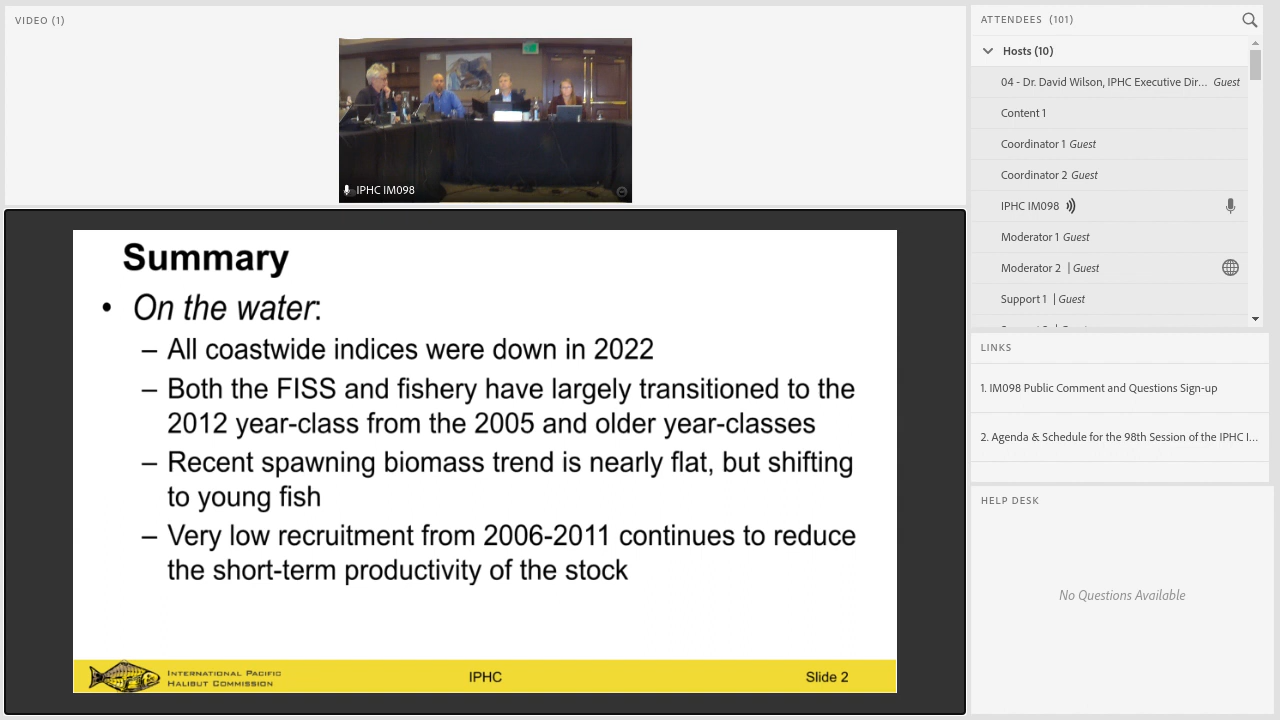 VIDEO (1)
IPHC IM098
Summary
• On the water:
– All coastwide indices were down in 2022
– Both the FISS and fishery have largely transitioned to the
2012 year-class from the 2005 and older year-classes
– Recent spawning biomass trend is nearly flat, but shifting
to young fish
– Very low recruitment from 2006-2011 continues to reduce
the short-term productivity of the stock
INTERNATIONAL PACIFIC
HALIBUT COMMISSION
IPHC
Slide 2
ATTENDEES (101)
Hosts (10)
04 - Dr. David Wilson, IPHC Executive Dir... Guest
Content 1
Coordinator 1 Guest
Coordinator 2 Guest
IPHC IM098
Moderator 1 Guest
Moderator 2 | Guest
Support 1 | Guest
LINKS
1. IM098 Public Comment and Questions Sign-up
2. Agenda & Schedule for the 98th Session of the IPHC I...
HELP DESK
No Questions Available